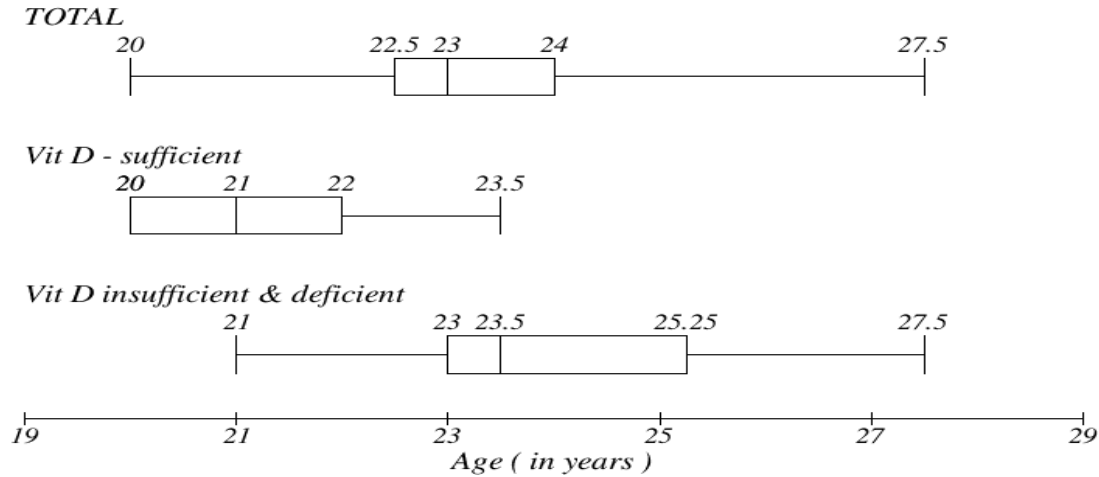 TOTAL
20 22.5 23 24 27.5
Vit D - sufficient
20 21 22 23.5
Vit D insufficient & deficient
21 23 23.5 25.25 27.5
19 21 23 25 27 29
Age ( in years )